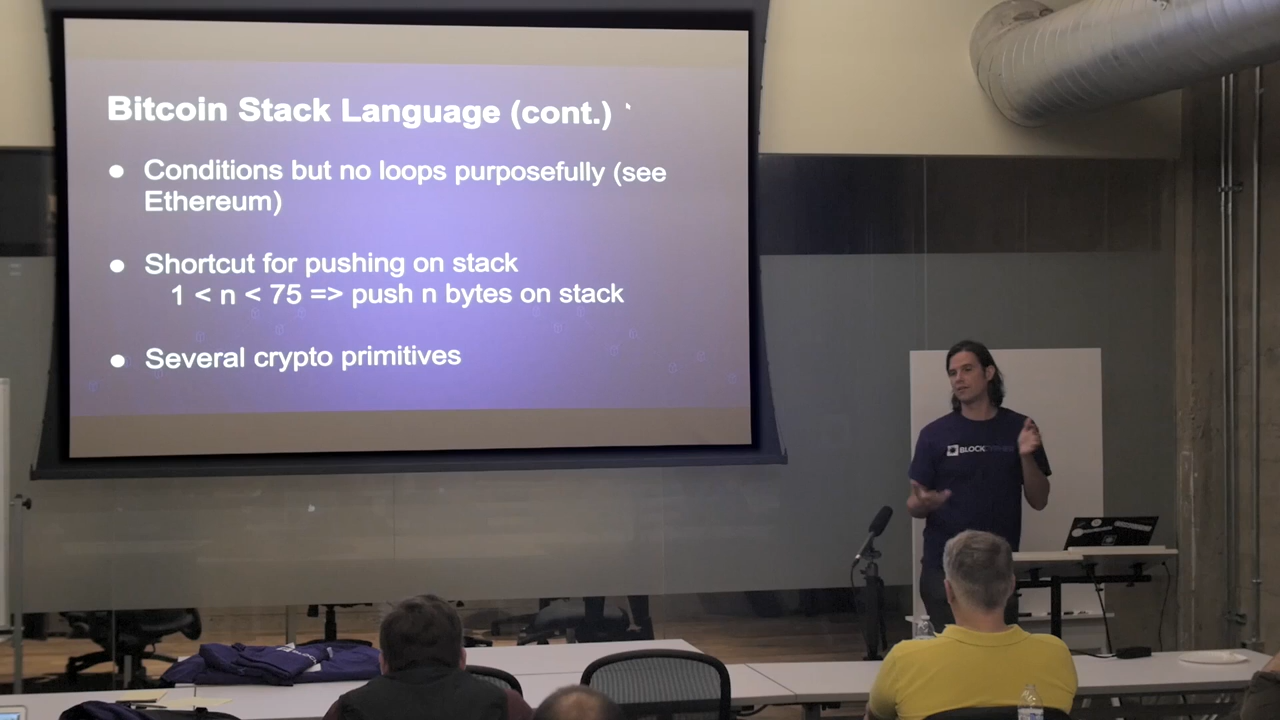 Bitcoin Stack Language (cont.)
● Conditions but no loops purposefully (see
Ethereum)
● Shortcut for pushing on stack
1 < n < 75 => push n bytes on stack
● Several crypto primitives
BLOCK